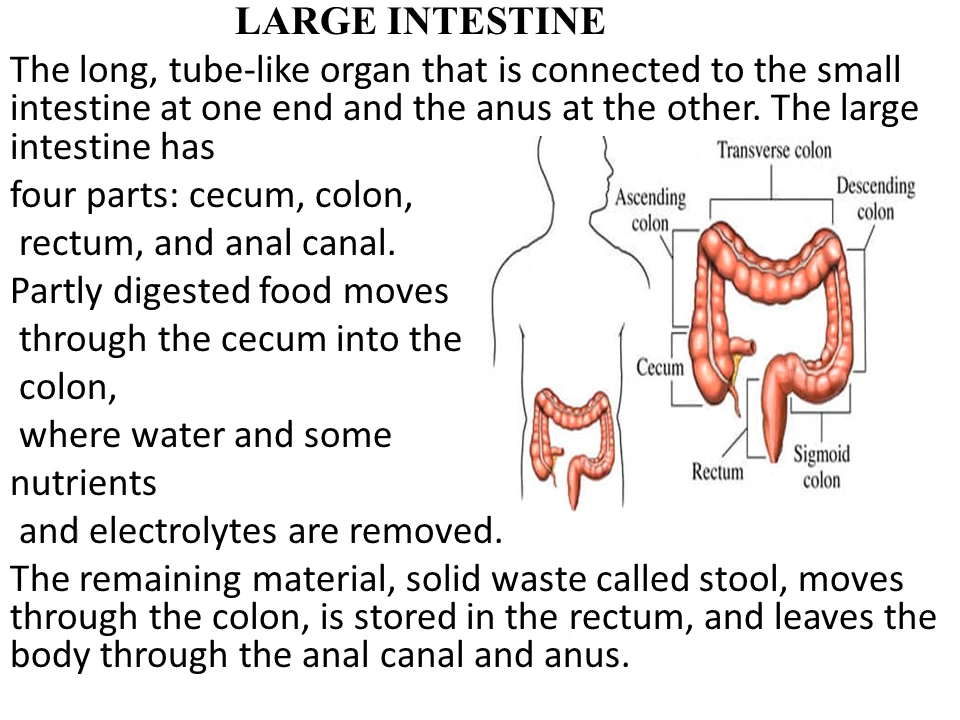 LARGE INTESTINE
The long, tube-like organ that is connected to the small
intestine at one end and the anus at the other. The large
intestine has
four parts: cecum, colon,
rectum, and anal canal.
Partly digested food moves
through the cecum into the
colon,
where water and some
nutrients
and electrolytes are removed.
The remaining material, solid waste called stool, moves
through the colon, is stored in the rectum, and leaves the
body through the anal canal and anus.
Transverse colon
Ascending
colon
Descending
colon
Cecum
Rectum
Sigmoid
colon